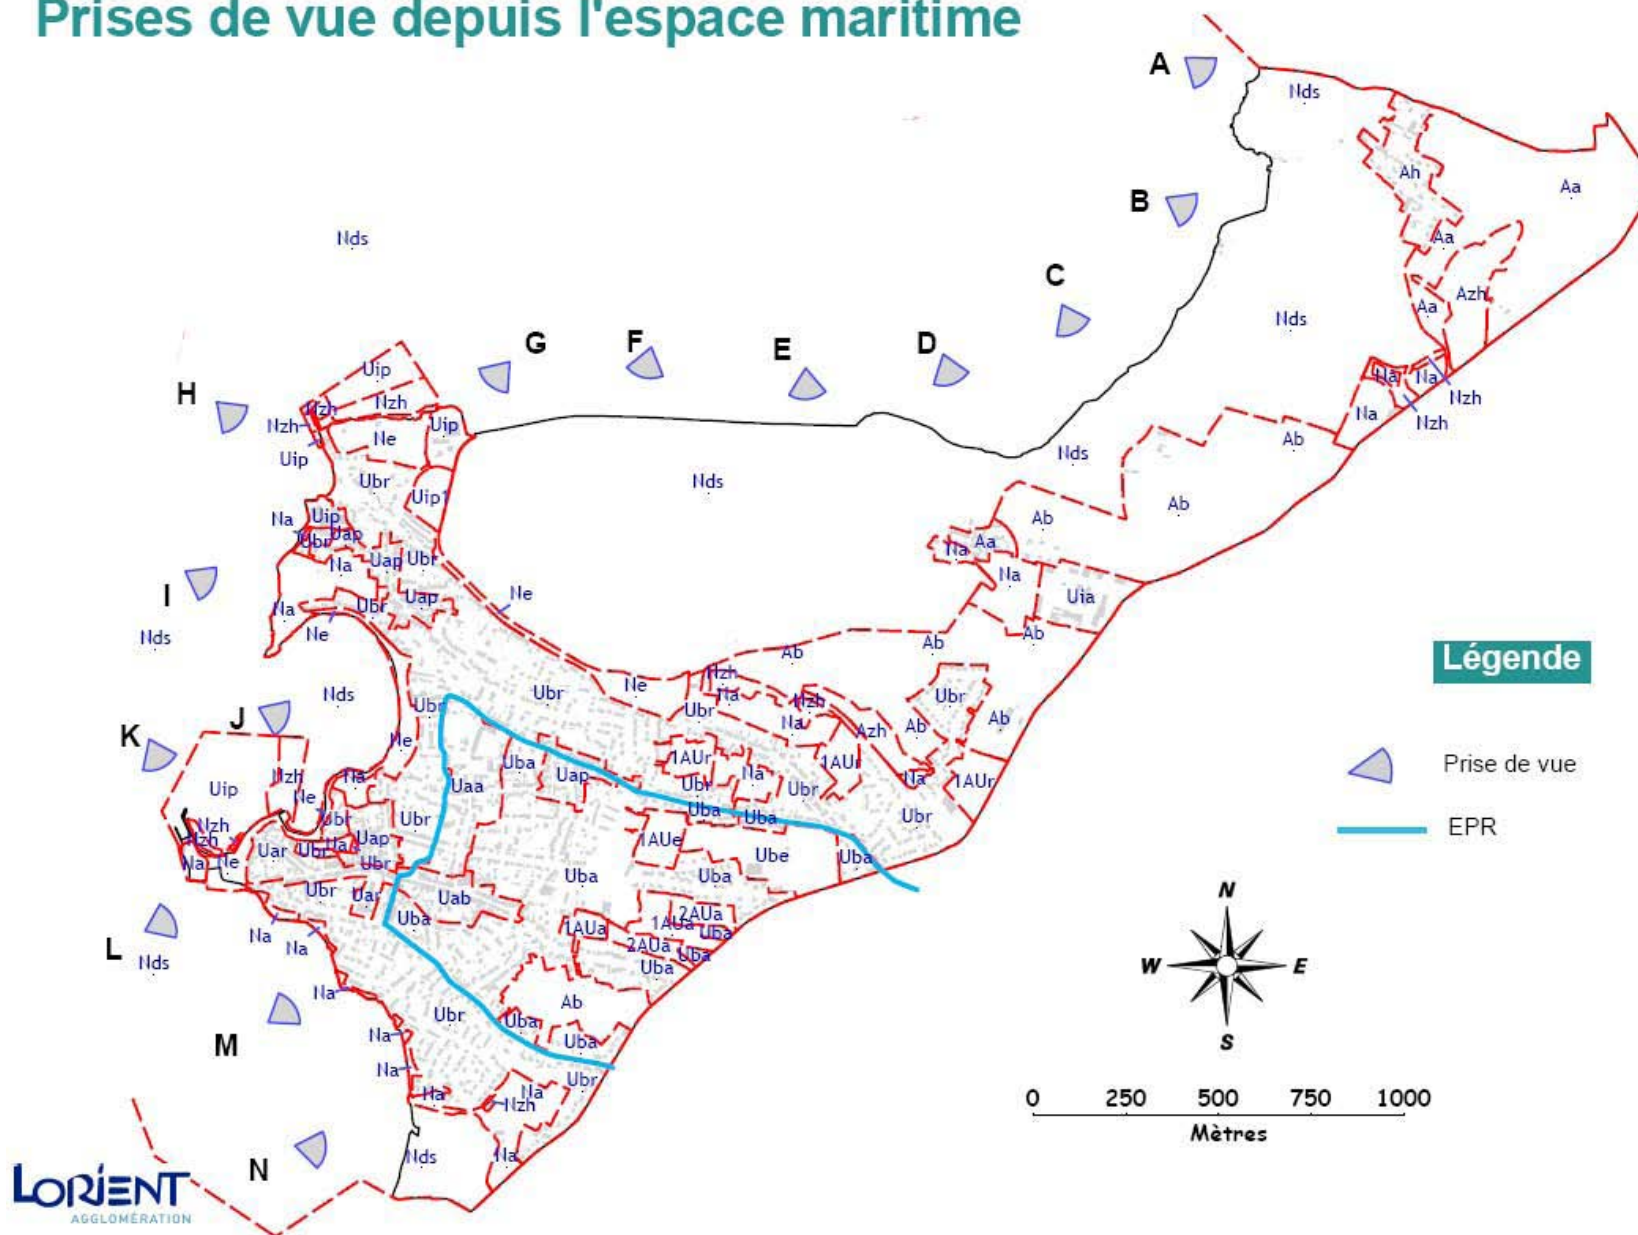 Prises de vue depuis l'espace maritime
A
Nds
Ah
Aa
B
Aa
Nds
C
Azh
Aa
Nds
G
F
E
D
H
Uip
Nzh
Nzh
Nzh
Uip
Ne
Uip
Na
Na
Nzh
Na
Nzh
Ab
Nds
Ubr
Uip1
Nds
Ab
Ab
Na
Uip
Uap
Ubr
Na
Uap
Ubr
Aa
Na
Na
Uia
I
Na
Ubr
Uap
Ne
Ne
Nds
Ab
Ab
Ab
Légende
Nds
Ubr
Ubr
Ne
Nzh
Na
Ubr
Nzh
Na
Azh
Ab
Ubr
Ab
J
K
Ne
Uba
Uap
1AUr
Na
1AUr
Na
1AUr
Prise de vue
Uip
Nzh
Ne
Na
Uaa
Ubr
Ubr
Ubr
Uba
Uba
EPR
Nzh
Nzh
Na
Ne
Ubr
Ubr
Uar
Ubr
Na
Uap
Ubr
1AUe
Ube
Uba
Uba
Uba
Ubr
Uar
Uab
Uba
N
W
E
S
L
Nds
Na
Na
1AUa
2AUa
1AUa
Uba
2AUa
Uba
Uba
Na
M
Ab
Ubr
Uba
Uba
Na
Na
Ubr
Na
Na
Nzh
0 250 500 750 1000
Mètres
N
Nds
Na
LORIENT
AGGLOMÉRATION